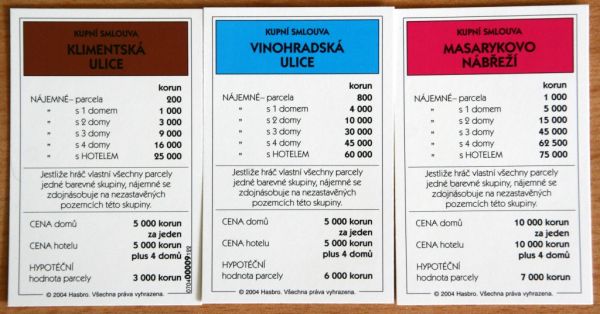 KUPNÍ SMLOUVA
KLIMENTSKÁ
ULICE
korun
NÁJEMNÉ– parcela 200
„ s 1 domem 1 000
„ s 2 domy 3 000
„ s 3 domy 9 000
„ s 4 domy 16 000
„ s HOTELEM 25 000
Jestliže hráč vlastní všechny parcely
jedné barevné skupiny, nájemné se
zdojnásobuje na nezastavěných
pozemcích této skupiny.
CENA domů 5 000 korun
za jeden
CENA hotelu 5 000 korun
plus 4 domů
HYPOTÉČNÍ
hodnota parcely 3 000 korun
© 2004 Hasbro. Všechna práva vyhrazena.
KUPNÍ SMLOUVA
VINOHRADSKÁ
ULICE
korun
NÁJEMNÉ– parcela 800
„ s 1 domem 4 000
„ s 2 domy 10 000
„ s 3 domy 30 000
„ s 4 domy 45 000
„ s HOTELEM 60 000
Jestliže hráč vlastní všechny parcely
jedné barevné skupiny, nájemné se
zdojnásobuje na nezastavěných
pozemcích této skupiny.
CENA domů 5 000 korun
za jeden
CENA hotelu 5 000 korun
plus 4 domů
HYPOTÉČNÍ
hodnota parcely 6 000 korun
© 2004 Hasbro. Všechna práva vyhrazena.
KUPNÍ SMLOUVA
MASARYKOVO
NÁBŘEŽÍ
korun
NÁJEMNÉ– parcela 1 000
„ s 1 domem 5 000
„ s 2 domy 15 000
„ s 3 domy 45 000
„ s 4 domy 62 500
„ s HOTELEM 75 000
Jestliže hráč vlastní všechny parcely
jedné barevné skupiny, nájemné se
zdojnásobuje na nezastavěných
pozemcích této skupiny.
CENA domů 10 000 korun
za jeden
CENA hotelu 10 000 korun
plus 4 domů
HYPOTÉČNÍ
hodnota parcely 7 000 korun
© 2004 Hasbro. Všechna práva vyhrazena.